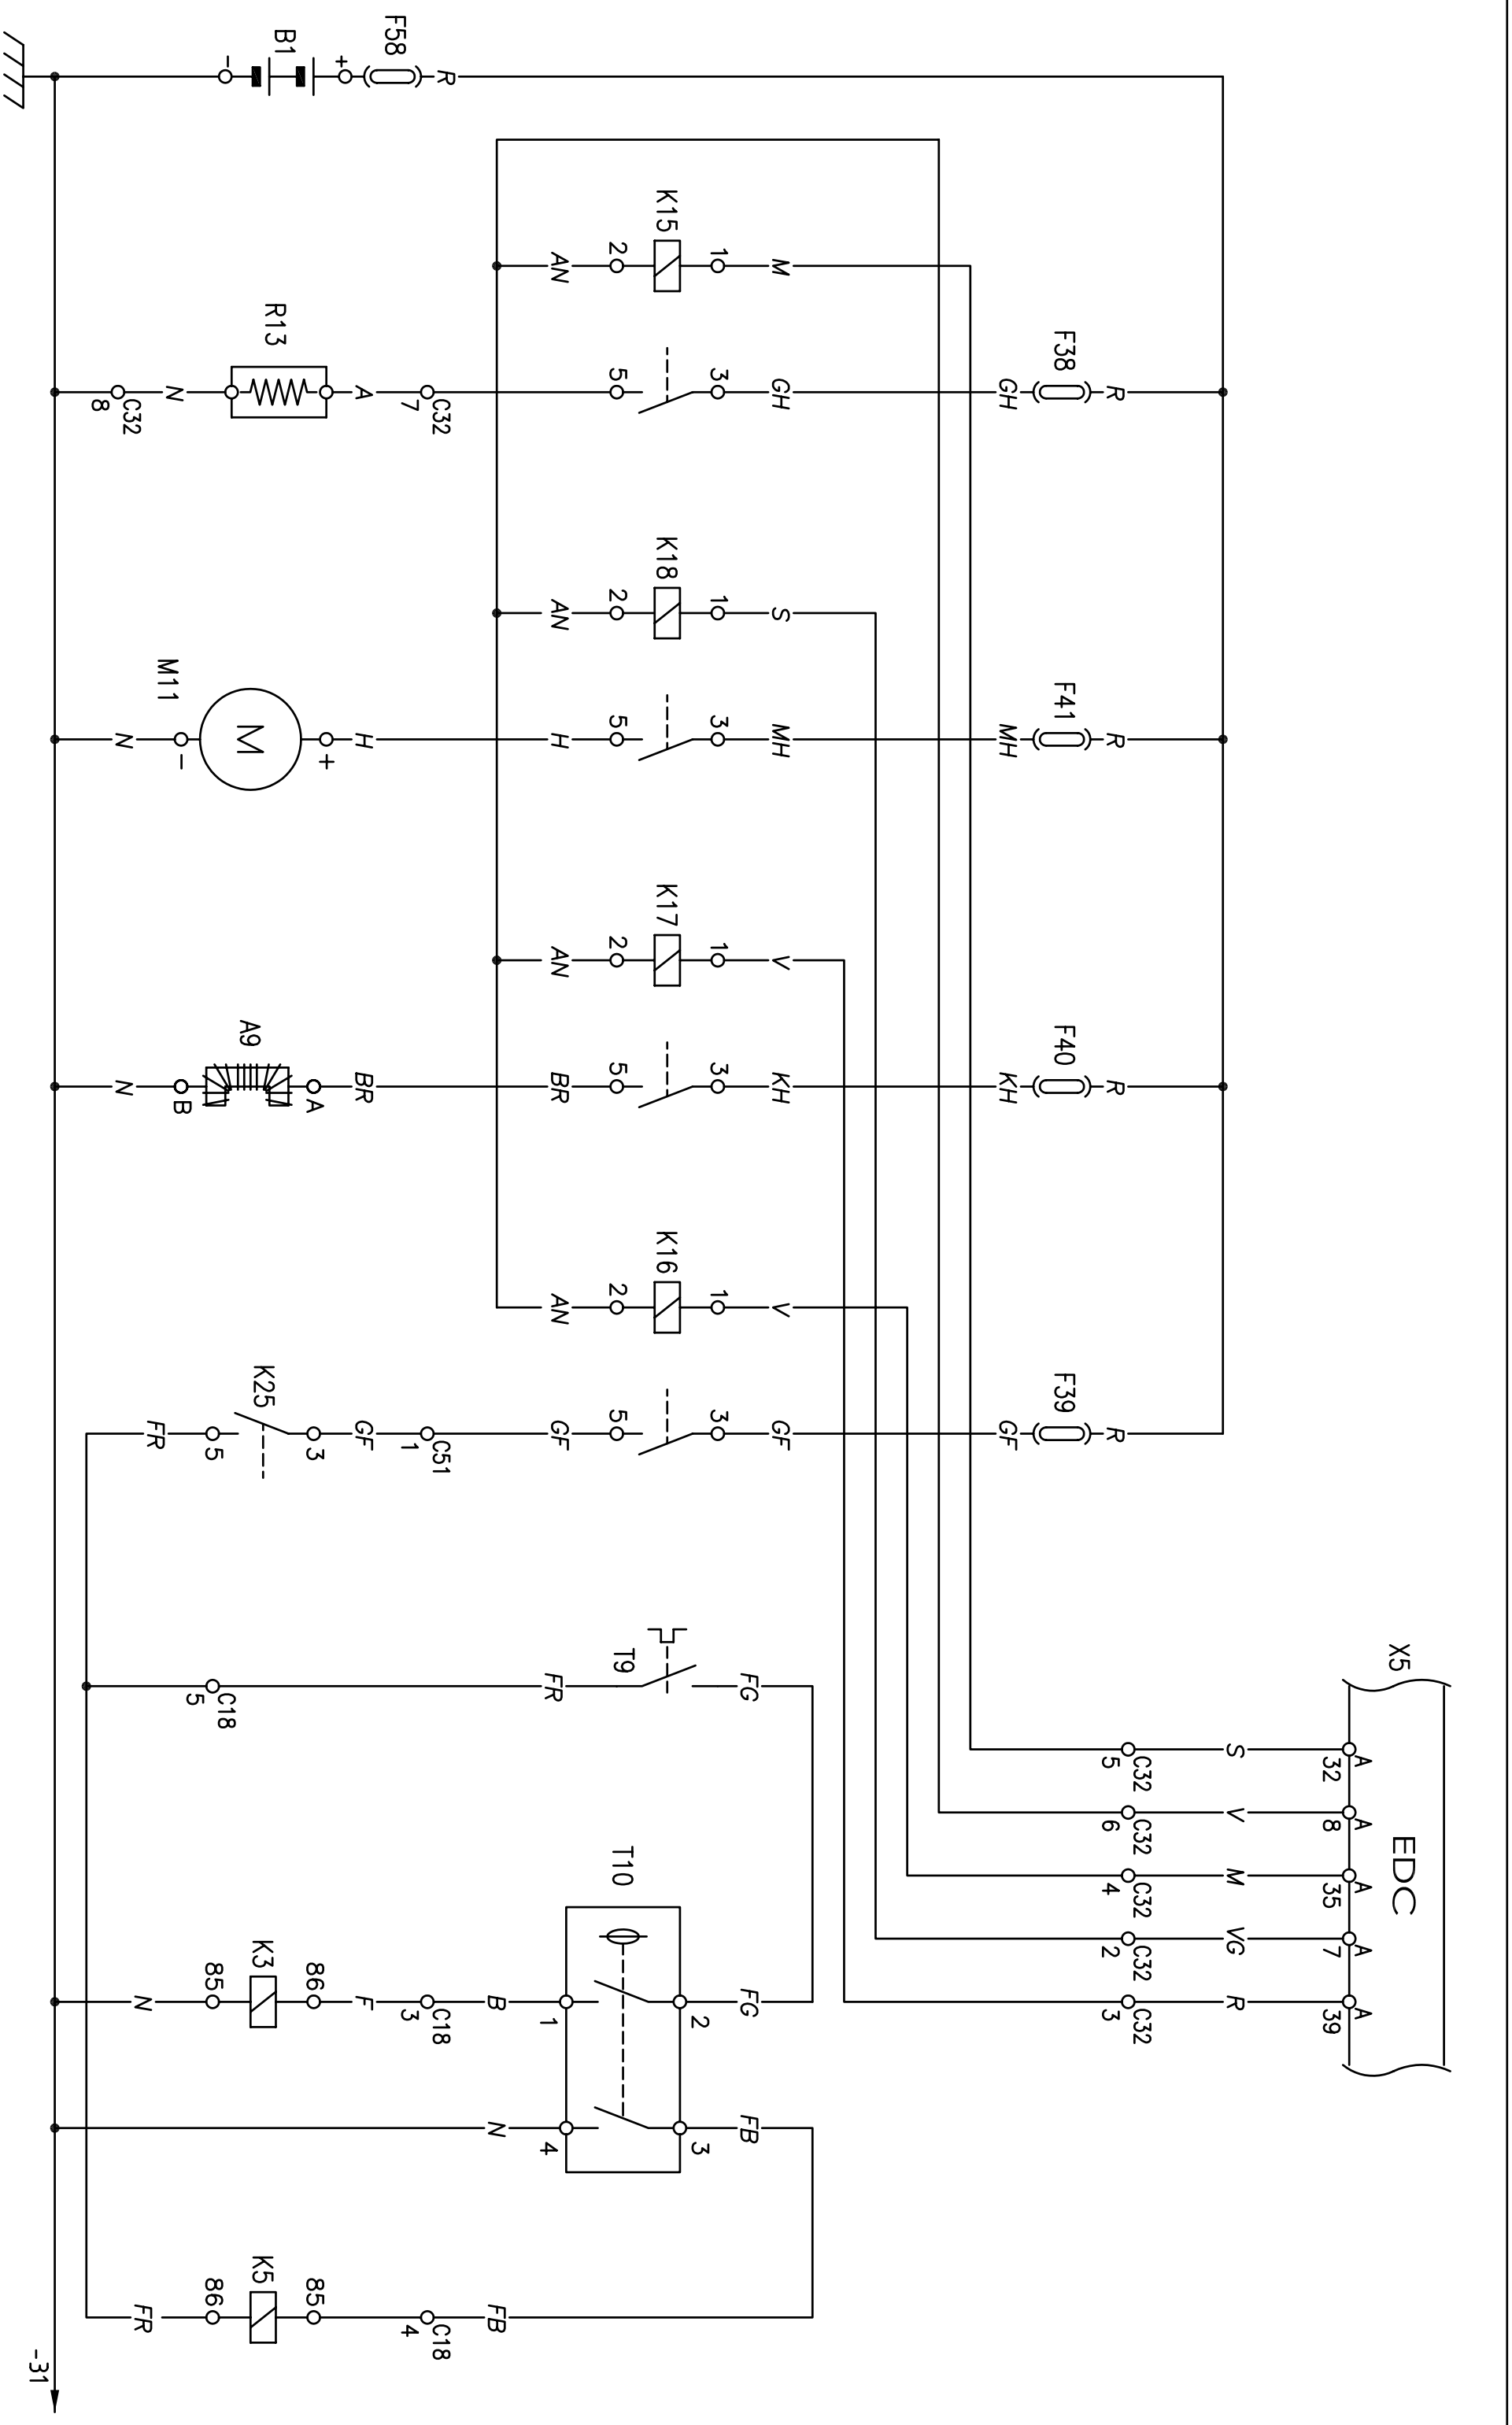 X5 EDC
A A A A A
32 8 35 7 39
S V M VG R
C32 C32 C32 C32 C32
R R R R
5 6 4 2 3
F38 F41 F40 F39
GH MH KH GF
M GH S MH V KH V GF
FG FG FB
1 3 1 3 1 3 1 3
2 3
K15 K18 K17 K16
T9 T10
2 5 2 5 2 5 2 5
AN AN H AN BR AN GF FR
1 4
B N FB
R C32 C51 C18 C18
7 1 3 4
F58
A H BR GF F
+
+ A 3 86 85
B1
R13 M A9 K25 K3 K5
-
C18
5 5 85 86
5
- B
M11
N FR N FR
C32 N N
8
-31